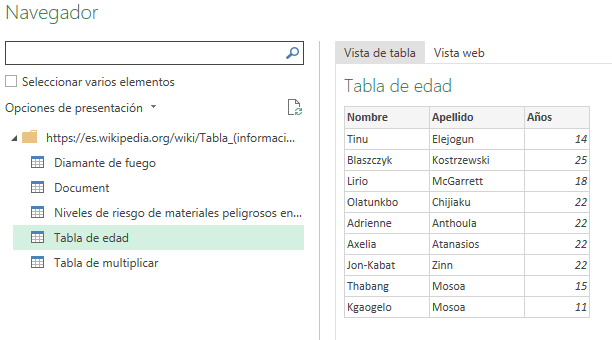 Navegador
Seleccionar varios elementos
Opciones de presentación
https://es.wikipedia.org/wiki/Tabla_(informaci...
Diamante de fuego
Document
Niveles de riesgo de materiales peligrosos en...
Tabla de edad
Tabla de multiplicar
Vista de tabla Vista web
Tabla de edad
Nombre Apellido Años
Tinu Elejogun 14
Blaszczyk Kostrzewski 25
Lirio McGarrett 18
Olatunkbo Chijiaku 22
Adrienne Anthoula 22
Axelia Atanasios 22
Jon-Kabat Zinn 22
Thabang Mosoa 15
Kgaogelo Mosoa 11